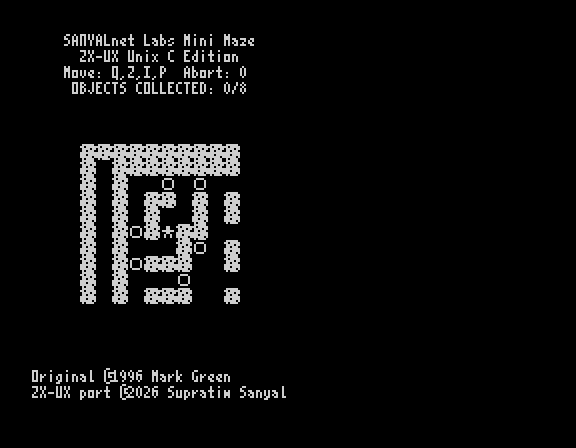 SANYALnet Labs Mini Maze
ZX-UX Unix C Edition
Move: Q,Z,I,P  Abort: 0
OBJECTS COLLECTED: 0/8
Original ©1996 Mark Green
ZX-UX port ©2026 Supratim Sanyal